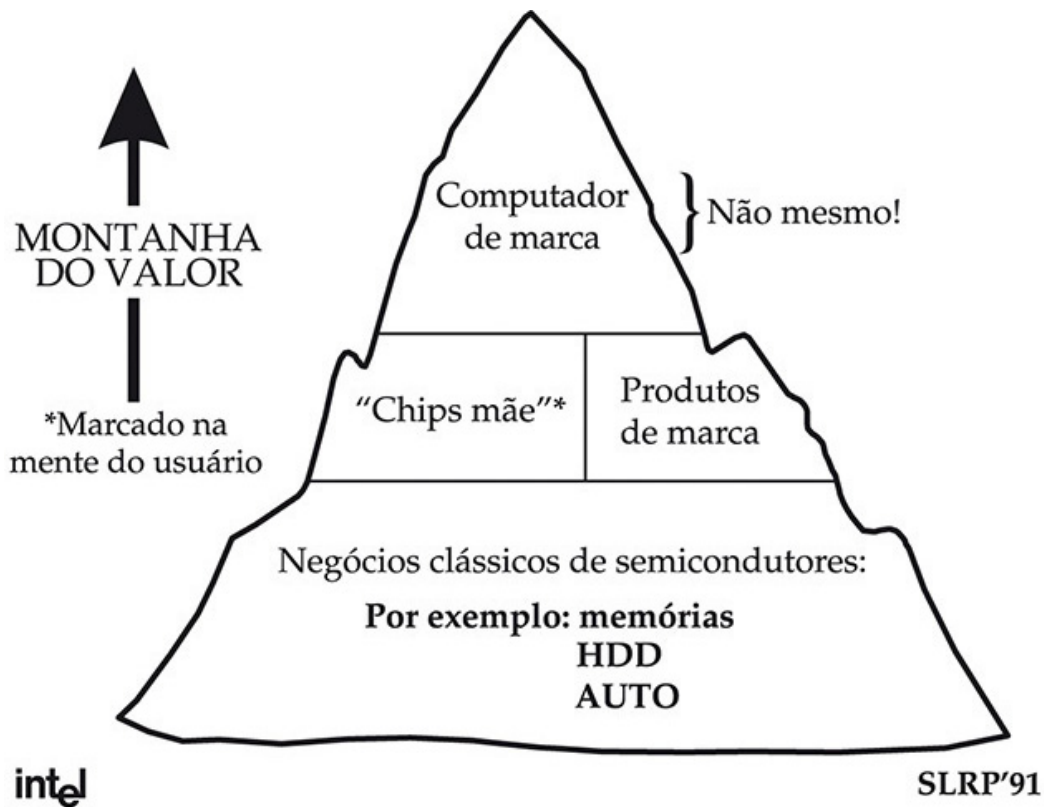 MONTANHA
DO VALOR
*Marcado na
mente do usuário
Computador
de marca
Não mesmo!
“Chips mãe”*
Produtos
de marca
Negócios clássicos de semicondutores:
Por exemplo: memórias
HDD
AUTO
intel
SLRP’91